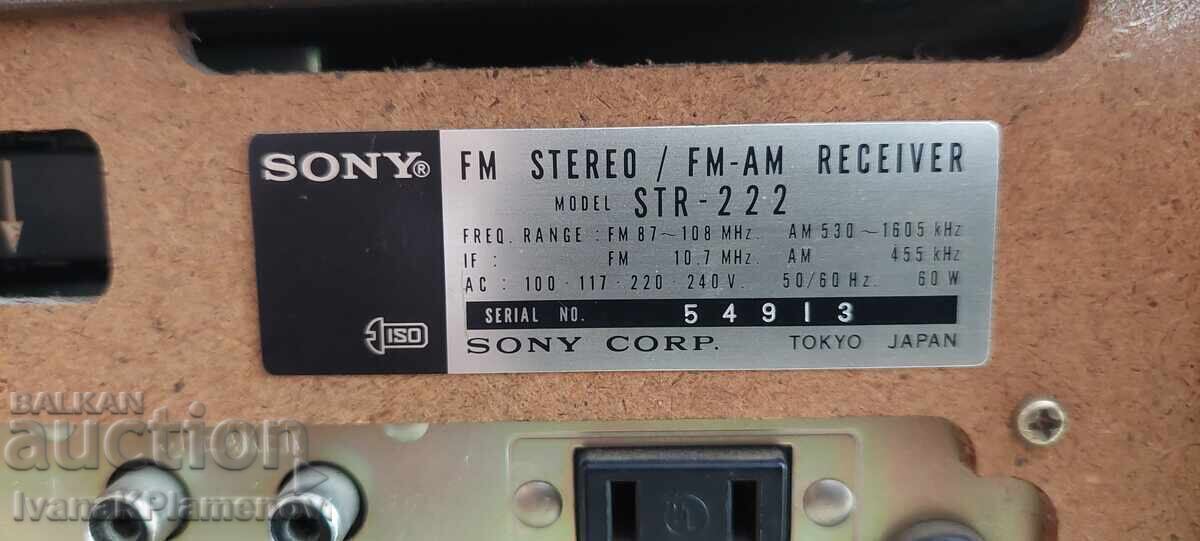 SONY®
FM STEREO / FM-AM RECEIVER
MODEL STR-222
FREQ. RANGE : FM 87~108 MHz. AM 530~1605 kHz
IF : FM 10.7 MHz. AM 455 kHz
AC : 100 · 117 · 220 · 240 V. 50/60 Hz. 60 W
SERIAL NO. 54913
ISO
SONY CORP. TOKYO JAPAN
BALKAN
auction
IvanaKPlamenov